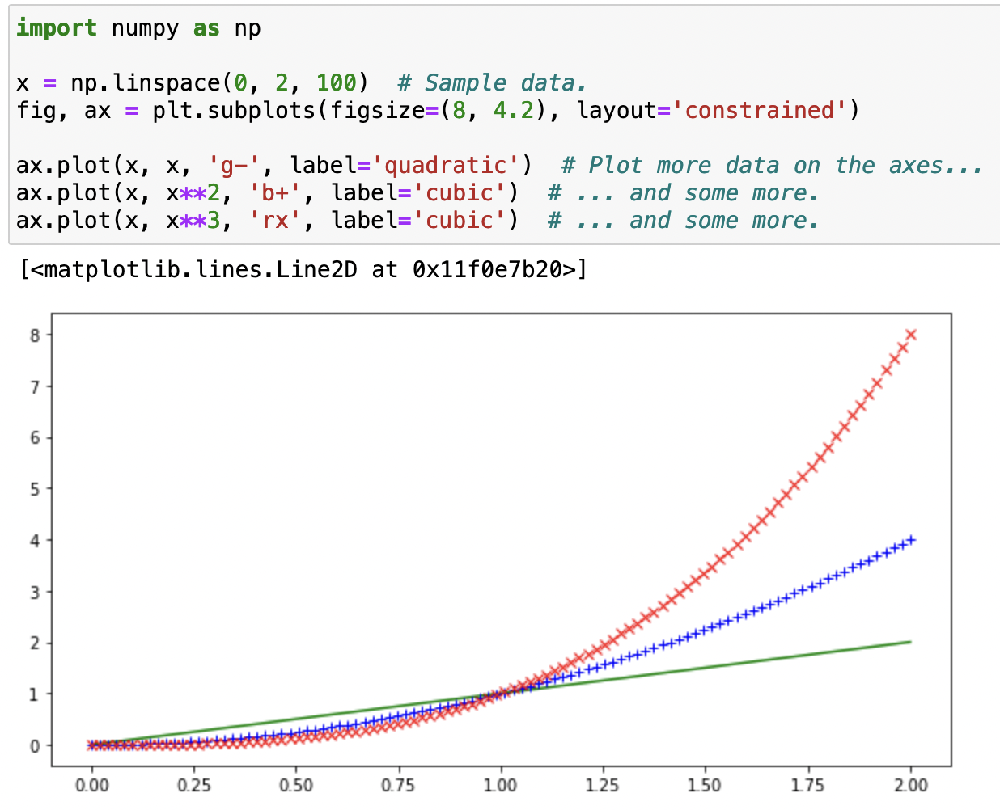 import numpy as np
x = np.linspace(0, 2, 100)  # Sample data.
fig, ax = plt.subplots(figsize=(8, 4.2), layout='constrained')
ax.plot(x, x, 'g-', label='quadratic')  # Plot more data on the axes...
ax.plot(x, x**2, 'b+', label='cubic')  # ... and some more.
ax.plot(x, x**3, 'rx', label='cubic')  # ... and some more.
[<matplotlib.lines.Line2D at 0x11f0e7b20>]
8
7
6
5
4
3
2
1
0
0.00 0.25 0.50 0.75 1.00 1.25 1.50 1.75 2.00